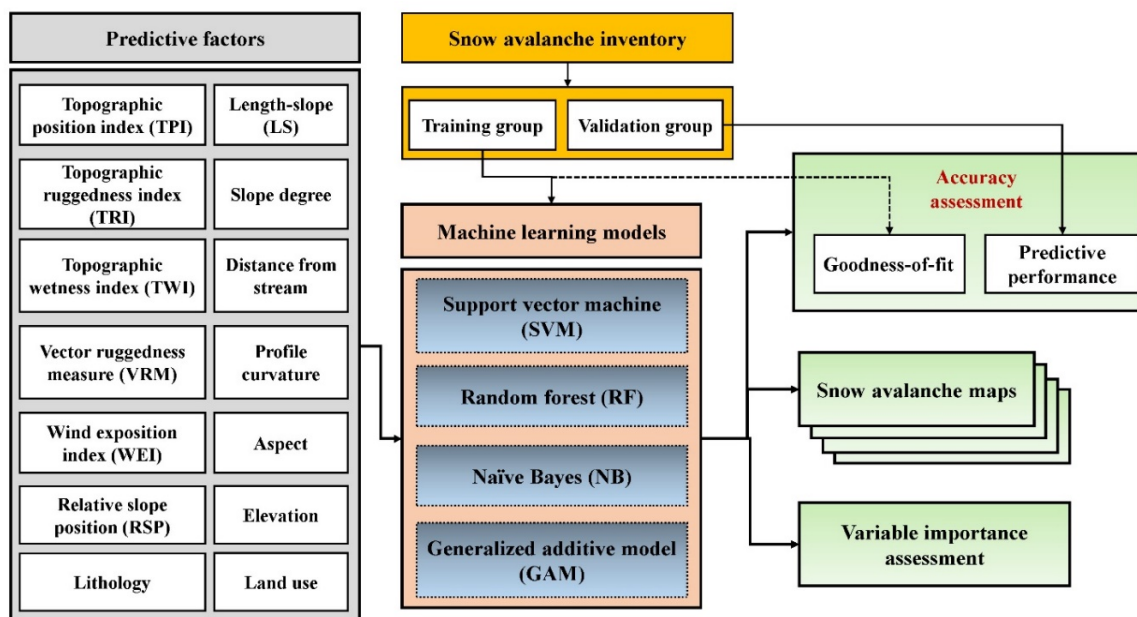 Predictive factors
Topographic
position index (TPI)
Length-slope
(LS)
Topographic
ruggedness index
(TRI)
Slope degree
Topographic
wetness index (TWI)
Distance from
stream
Vector ruggedness
measure (VRM)
Profile
curvature
Wind exposition
index (WEI)
Aspect
Relative slope
position (RSP)
Elevation
Lithology
Land use
Snow avalanche inventory
Training group
Validation group
Machine learning models
Support vector machine
(SVM)
Random forest (RF)
Naïve Bayes (NB)
Generalized additive model
(GAM)
Accuracy
assessment
Goodness-of-fit
Predictive
performance
Snow avalanche maps
Variable importance
assessment